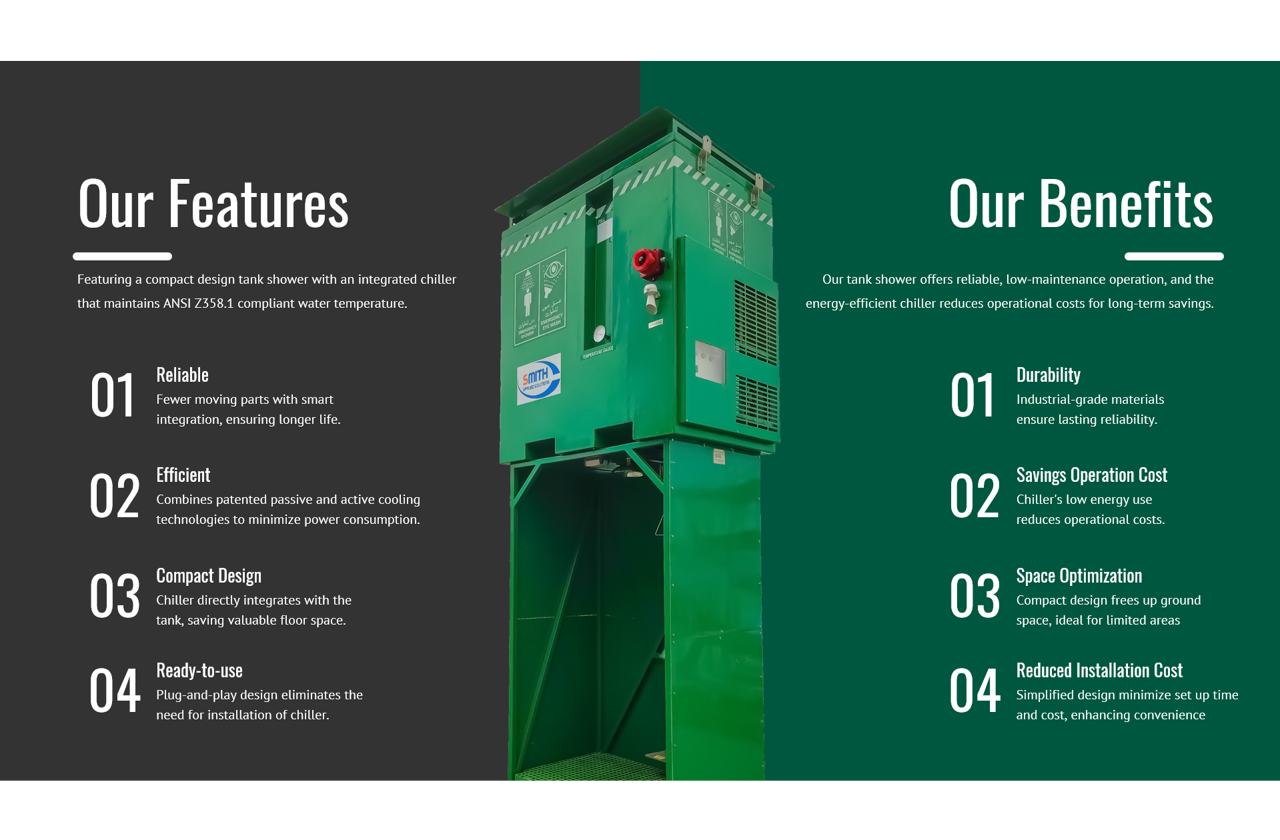 Our Features
Featuring a compact design tank shower with an integrated chiller
that maintains ANSI Z358.1 compliant water temperature.
01
Reliable
Fewer moving parts with smart
integration, ensuring longer life.
02
Efficient
Combines patented passive and active cooling
technologies to minimize power consumption.
03
Compact Design
Chiller directly integrates with the
tank, saving valuable floor space.
04
Ready-to-use
Plug-and-play design eliminates the
need for installation of chiller.
EMERGENCY
SHOWER
EMERGENCY
EYE WASH
TEMPERATURE GAUGE
SMITH
Our Benefits
Our tank shower offers reliable, low-maintenance operation, and the
energy-efficient chiller reduces operational costs for long-term savings.
01
Durability
Industrial-grade materials
ensure lasting reliability.
02
Savings Operation Cost
Chiller's low energy use
reduces operational costs.
03
Space Optimization
Compact design frees up ground
space, ideal for limited areas
04
Reduced Installation Cost
Simplified design minimize set up time
and cost, enhancing convenience